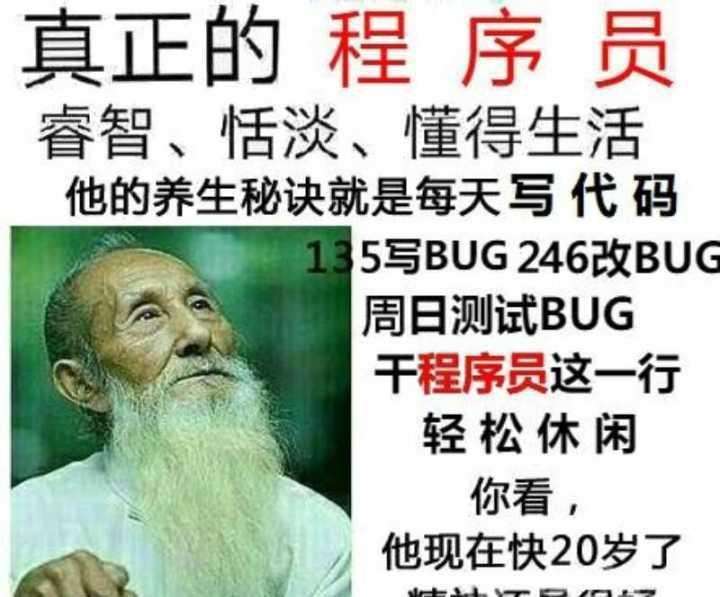 真正的 程 序 员
睿智、恬淡、懂得生活
他的养生秘诀就是每天写 代 码
135写BUG 246改BUG
周日测试BUG
干程序员这一行
轻 松 休 闲
你看，
他现在快20岁了